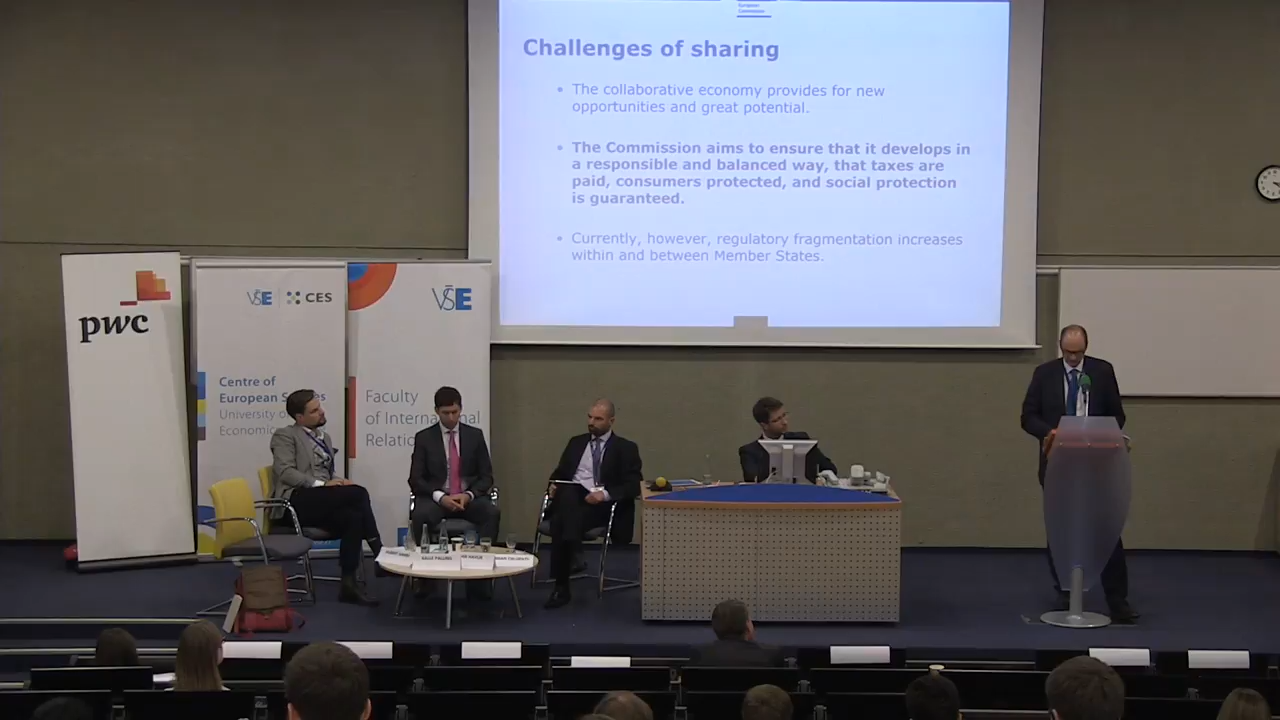 European
Commission
Challenges of sharing
• The collaborative economy provides for new
opportunities and great potential.
• The Commission aims to ensure that it develops in
a responsible and balanced way, that taxes are
paid, consumers protected, and social protection
is guaranteed.
• Currently, however, regulatory fragmentation increases
within and between Member States.
pwc
VŠE CES
Centre of
European
University
Economic
VŠE
Faculty
of International